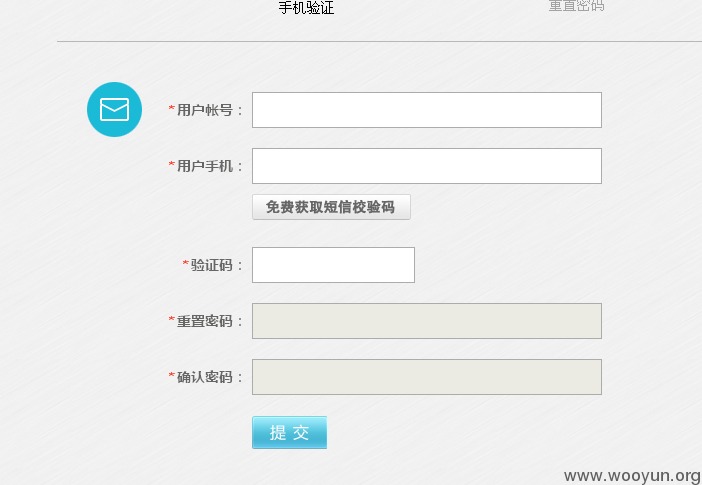 手机验证
重置密码
*用户帐号：
*用户手机：
免费获取短信校验码
*验证码：
*重置密码：
*确认密码：
提 交
www.wooyun.org